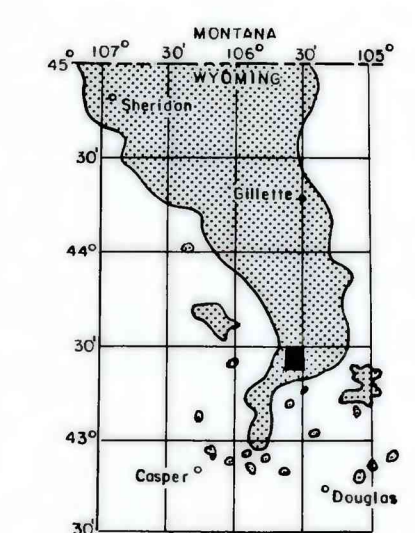 MONTANA
45° 107° 30' 106° 30' 105°
WYOMING
Sheridan
30'
Gillette
44°
30'
43°
Casper
Douglas
30'